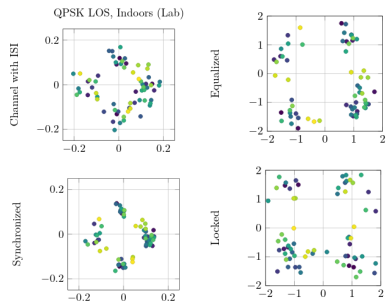 QPSK LOS, Indoors (Lab)
Channel with ISI
0.2
0
−0.2
−0.2 0 0.2
Equalized
2
1
0
−1
−2
−2 −1 0 1 2
Synchronized
0.2
0
−0.2
−0.2 0 0.2
Locked
2
1
0
−1
−2
−2 −1 0 1 2